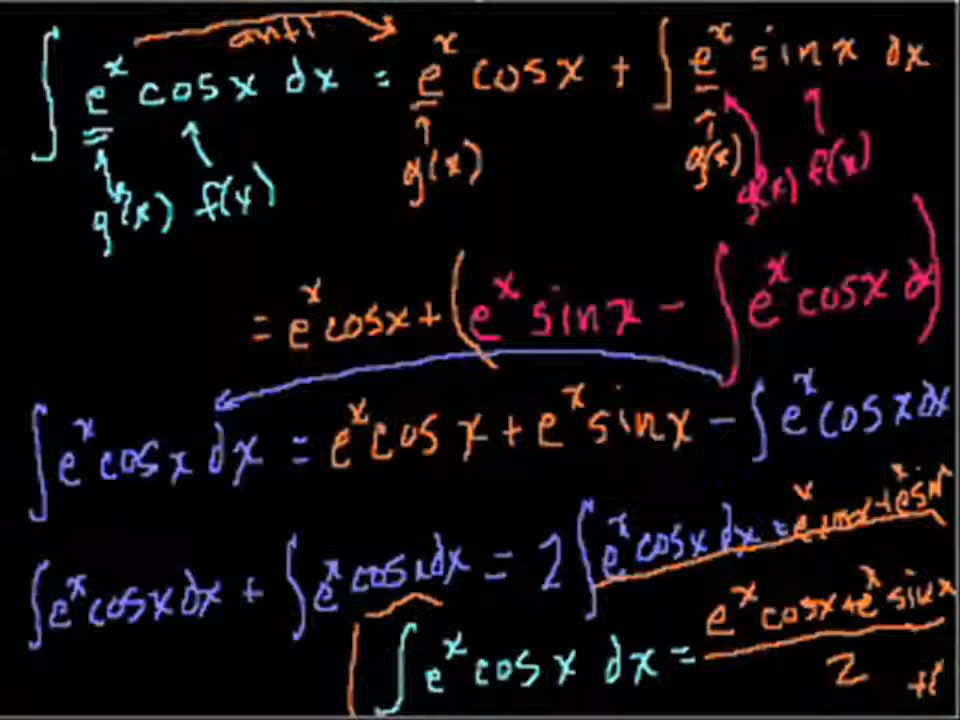 ∫ e^x cos x dx = e^x cos x + ∫ e^x sin x dx
anti
g'(x) f(x) g(x) g(x) g'(x) f(x)
= e^x cos x + (e^x sin x − ∫ e^x cos x dx)
∫ e^x cos x dx = e^x cos x + e^x sin x − ∫ e^x cos x dx
∫ e^x cos x dx + ∫ e^x cos x dx = 2 ∫ e^x cos x dx =
∫ e^x cos x dx = (e^x cos x + e^x sin x)/2 + C